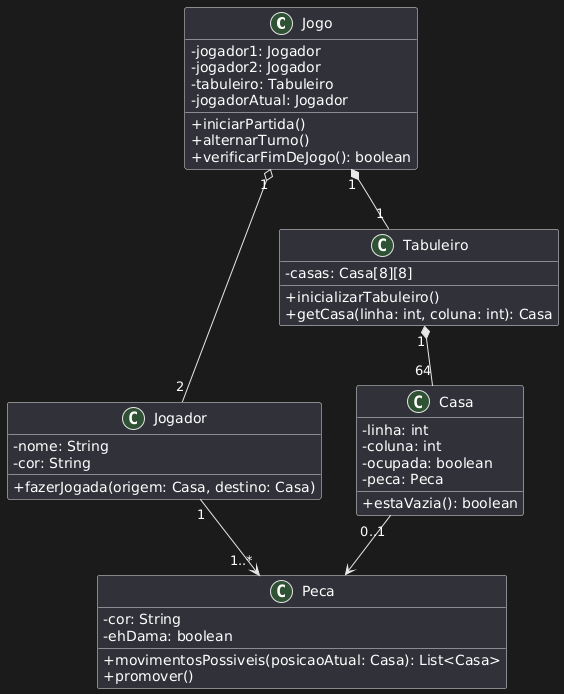 C Jogo
-jogador1: Jogador
-jogador2: Jogador
-tabuleiro: Tabuleiro
-jogadorAtual: Jogador
+iniciarPartida()
+alternarTurno()
+verificarFimDeJogo(): boolean
1
1
1
C Tabuleiro
-casas: Casa[8][8]
+inicializarTabuleiro()
+getCasa(linha: int, coluna: int): Casa
1
64
2
C Jogador
-nome: String
-cor: String
+fazerJogada(origem: Casa, destino: Casa)
C Casa
-linha: int
-coluna: int
-ocupada: boolean
-peca: Peca
+estaVazia(): boolean
1
0..1
1..*
C Peca
-cor: String
-ehDama: boolean
+movimentosPossiveis(posicaoAtual: Casa): List<Casa>
+promover()